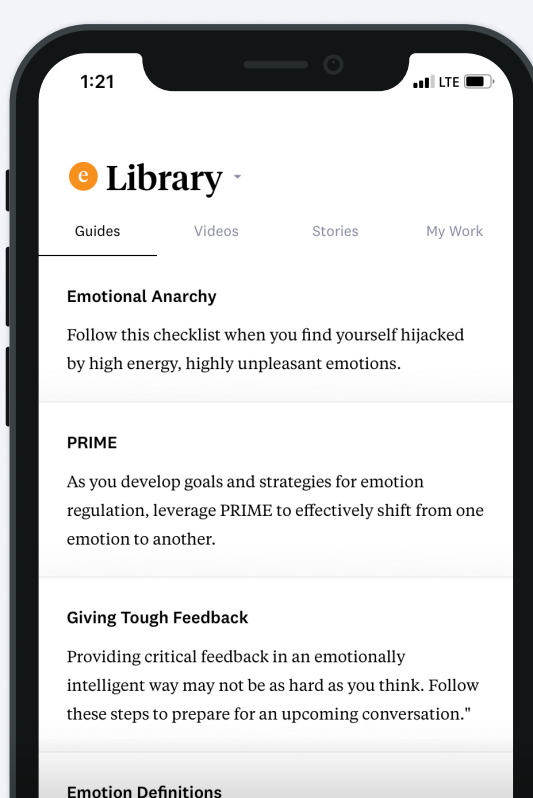 1:21 LTE
e Library
Guides Videos Stories My Work
Emotional Anarchy
Follow this checklist when you find yourself hijacked
by high energy, highly unpleasant emotions.
PRIME
As you develop goals and strategies for emotion
regulation, leverage PRIME to effectively shift from one
emotion to another.
Giving Tough Feedback
Providing critical feedback in an emotionally
intelligent way may not be as hard as you think. Follow
these steps to prepare for an upcoming conversation."
Emotion Definitions